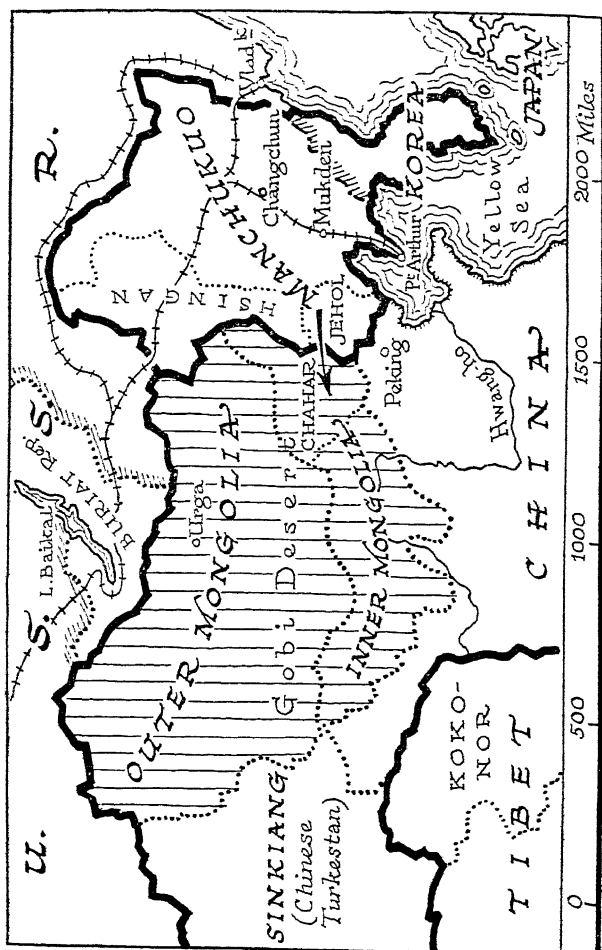 U. S. S. R.
L. Baikal
BURIAT Rep.
Vlad k.
OUTER MONGOLIA
Urga
HSINGAN
MANCHUKUO
Changchun
Mukden
Gobi Desert
CHAHAR
JEHOL
INNER MONGOLIA
Peking
Pt Arthur
KOREA
JAPAN
Yellow
Sea
Hwang ho
SINKIANG
(Chinese
Turkestan)
KOKO-
NOR
TIBET
CHINA
0 500 1000 1500 2000 Miles